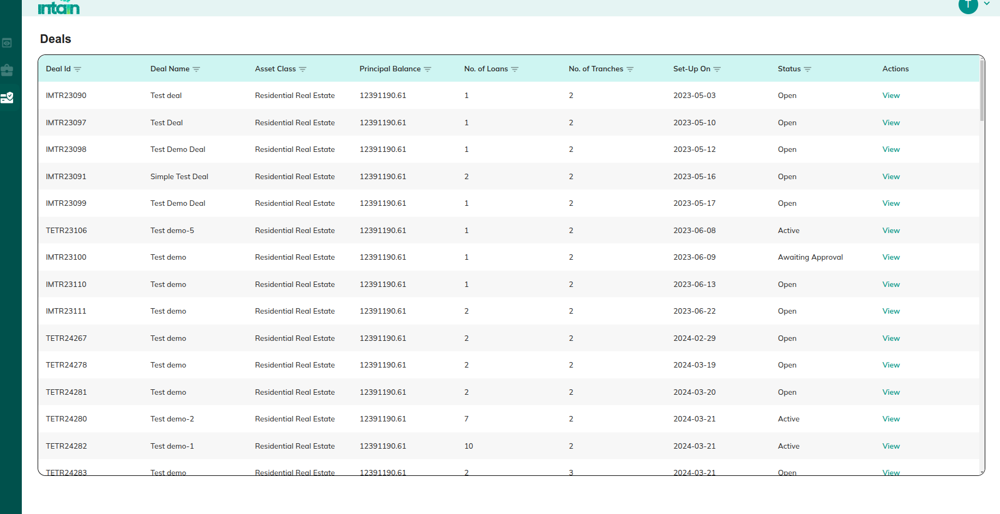 intain
T
Deals
Deal Id Deal Name Asset Class Principal Balance No. of Loans No. of Tranches Set-Up On Status Actions
IMTR23090 Test deal Residential Real Estate 12391190.61 1 2 2023-05-03 Open View
IMTR23097 Test Deal Residential Real Estate 12391190.61 1 2 2023-05-10 Open View
IMTR23098 Test Demo Deal Residential Real Estate 12391190.61 1 2 2023-05-12 Open View
IMTR23091 Simple Test Deal Residential Real Estate 12391190.61 2 2 2023-05-16 Open View
IMTR23099 Test Demo Deal Residential Real Estate 12391190.61 1 2 2023-05-17 Open View
TETR23106 Test demo-5 Residential Real Estate 12391190.61 1 2 2023-06-08 Active View
IMTR23100 Test demo Residential Real Estate 12391190.61 1 2 2023-06-09 Awaiting Approval View
IMTR23110 Test demo Residential Real Estate 12391190.61 1 2 2023-06-13 Open View
IMTR23111 Test demo Residential Real Estate 12391190.61 2 2 2023-06-22 Open View
TETR24267 Test demo Residential Real Estate 12391190.61 2 2 2024-02-29 Open View
TETR24278 Test demo Residential Real Estate 12391190.61 2 2 2024-03-19 Open View
TETR24281 Test demo Residential Real Estate 12391190.61 2 2 2024-03-20 Open View
TETR24280 Test demo-2 Residential Real Estate 12391190.61 7 2 2024-03-21 Active View
TETR24282 Test demo-1 Residential Real Estate 12391190.61 10 2 2024-03-21 Active View
TETR24283 Test demo Residential Real Estate 12391190.61 2 3 2024-03-21 Open View